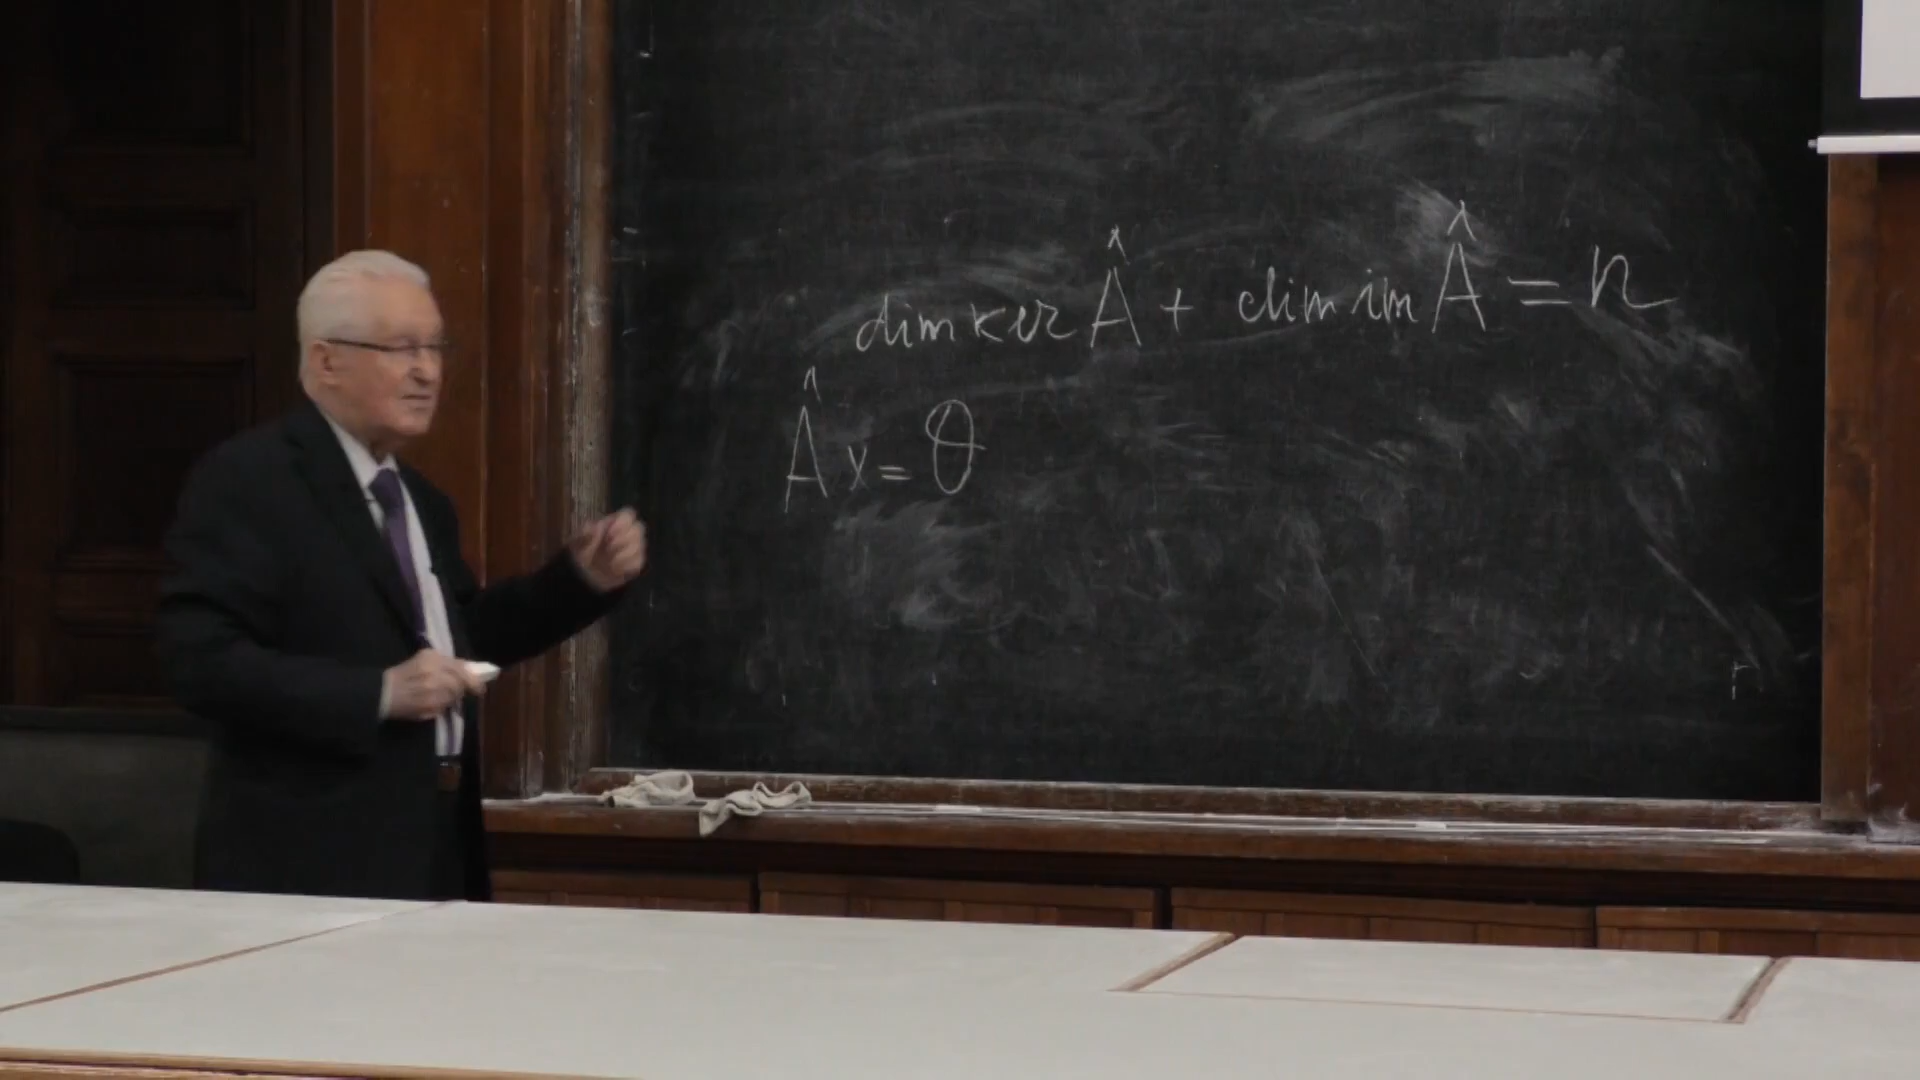 dim ker Â + dim im Â = n
Âx = θ